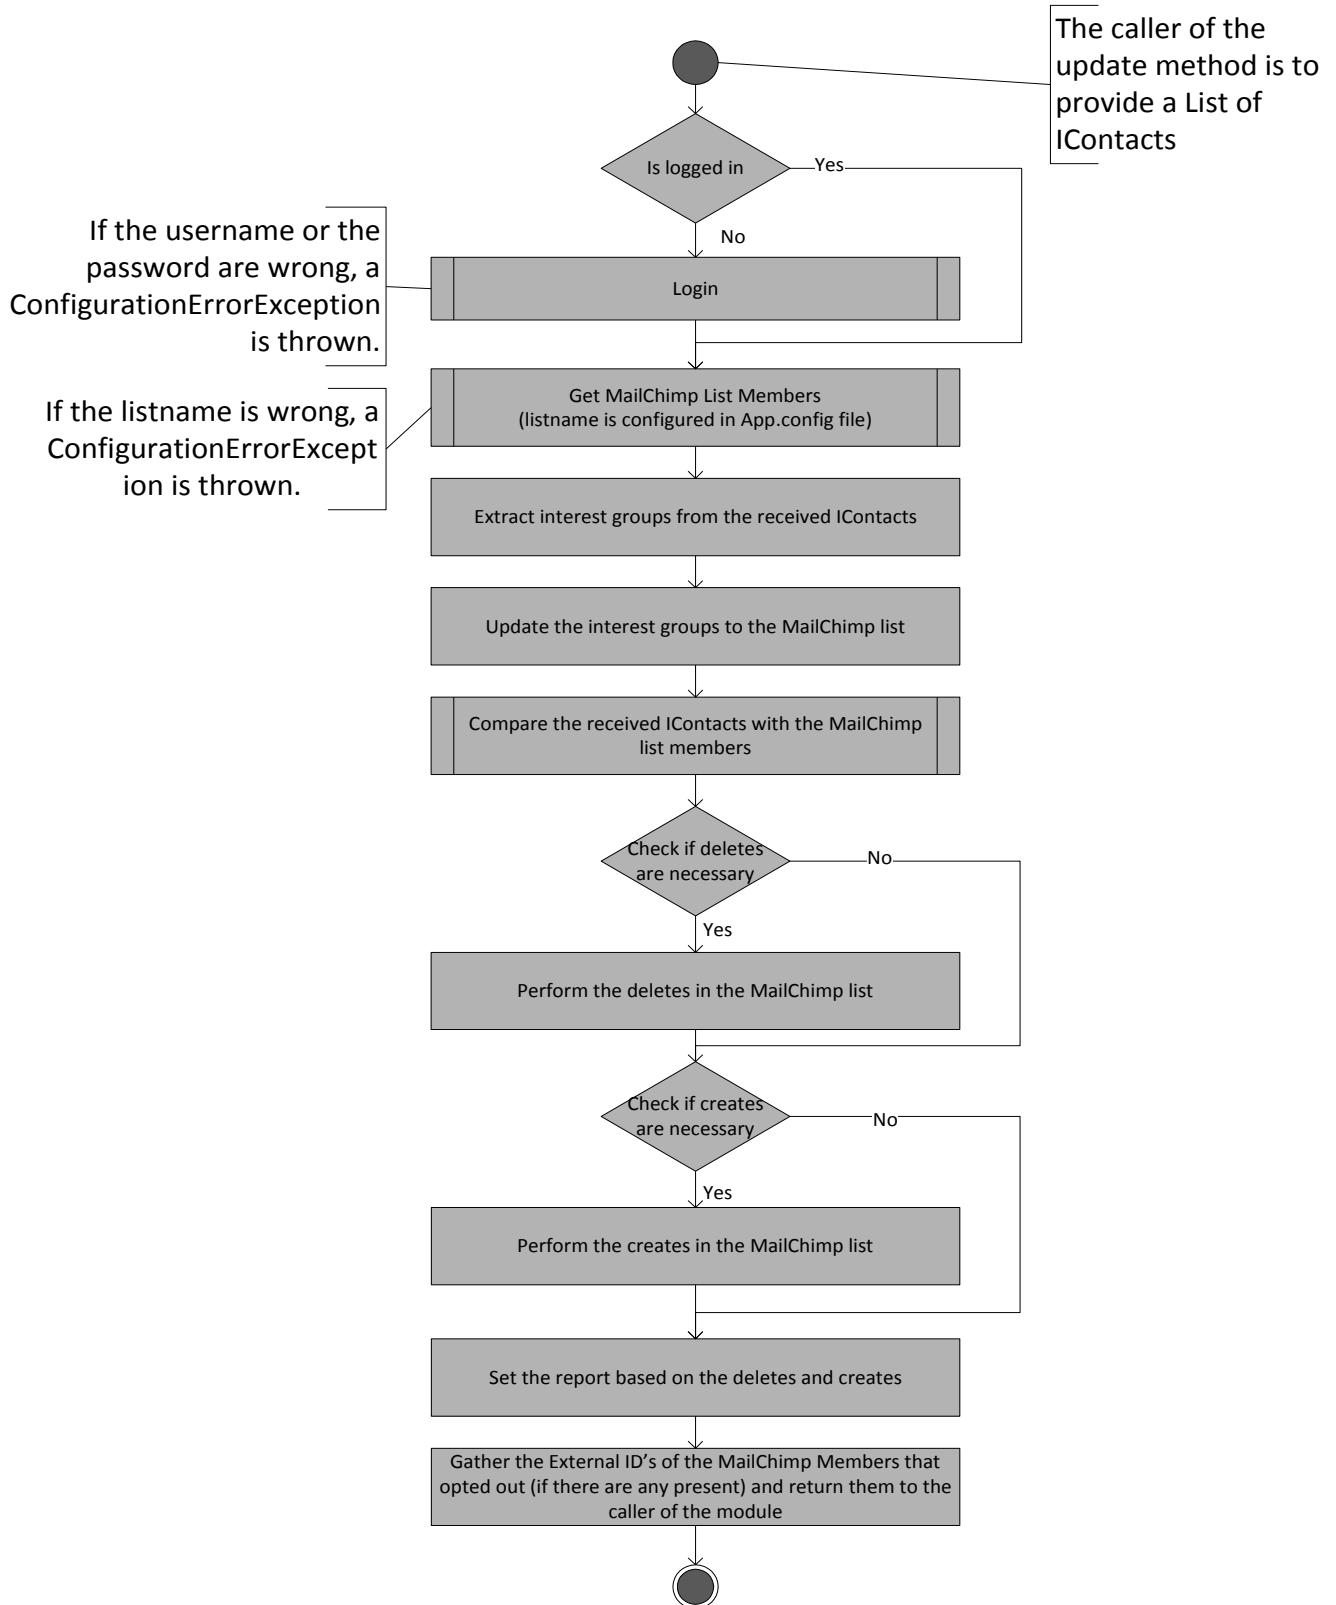 The caller of the
update method is to
provide a List of
IContacts
Is logged in
Yes
No
If the username or the
password are wrong, a
ConfigurationErrorException
is thrown.
Login
Get MailChimp List Members
(listname is configured in App.config file)
If the listname is wrong, a
ConfigurationErrorExcept
ion is thrown.
Extract interest groups from the received IContacts
Update the interest groups to the MailChimp list
Compare the received IContacts with the MailChimp
list members
Check if deletes
are necessary
No
Yes
Perform the deletes in the MailChimp list
Check if creates
are necessary
No
Yes
Perform the creates in the MailChimp list
Set the report based on the deletes and creates
Gather the External ID’s of the MailChimp Members that
opted out (if there are any present) and return them to the
caller of the module